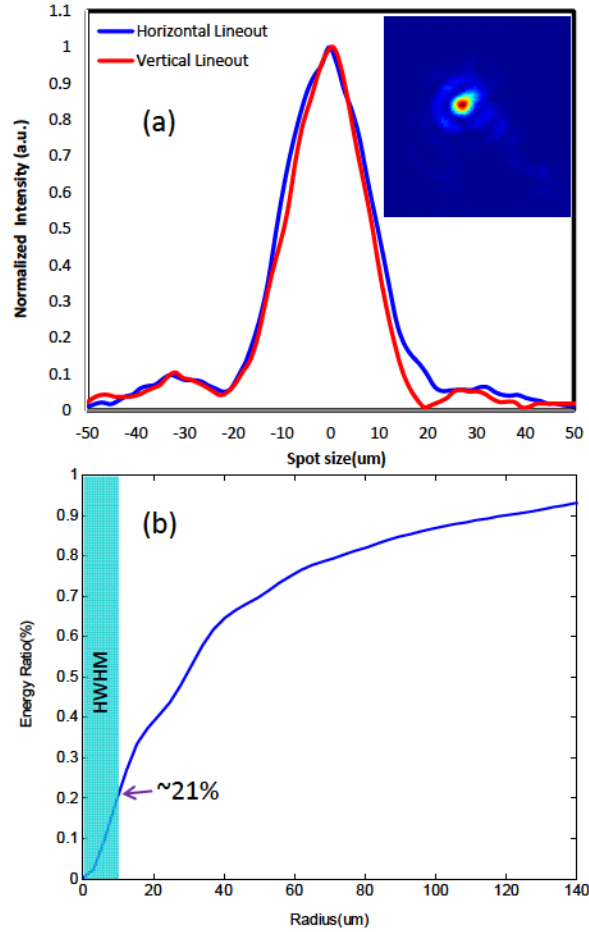 1.1
1
0.9
0.8
0.7
0.6
0.5
0.4
0.3
0.2
0.1
0
Normalized Intensity (a.u.)
Horizontal Lineout
Vertical Lineout
(a)
-50 -40 -30 -20 -10 0 10 20 30 40 50
Spot size(um)
1
0.9
0.8
0.7
0.6
0.5
0.4
0.3
0.2
0.1
0
Energy Ratio(%)
(b)
HWHM
~21%
0 20 40 60 80 100 120 140
Radius(um)